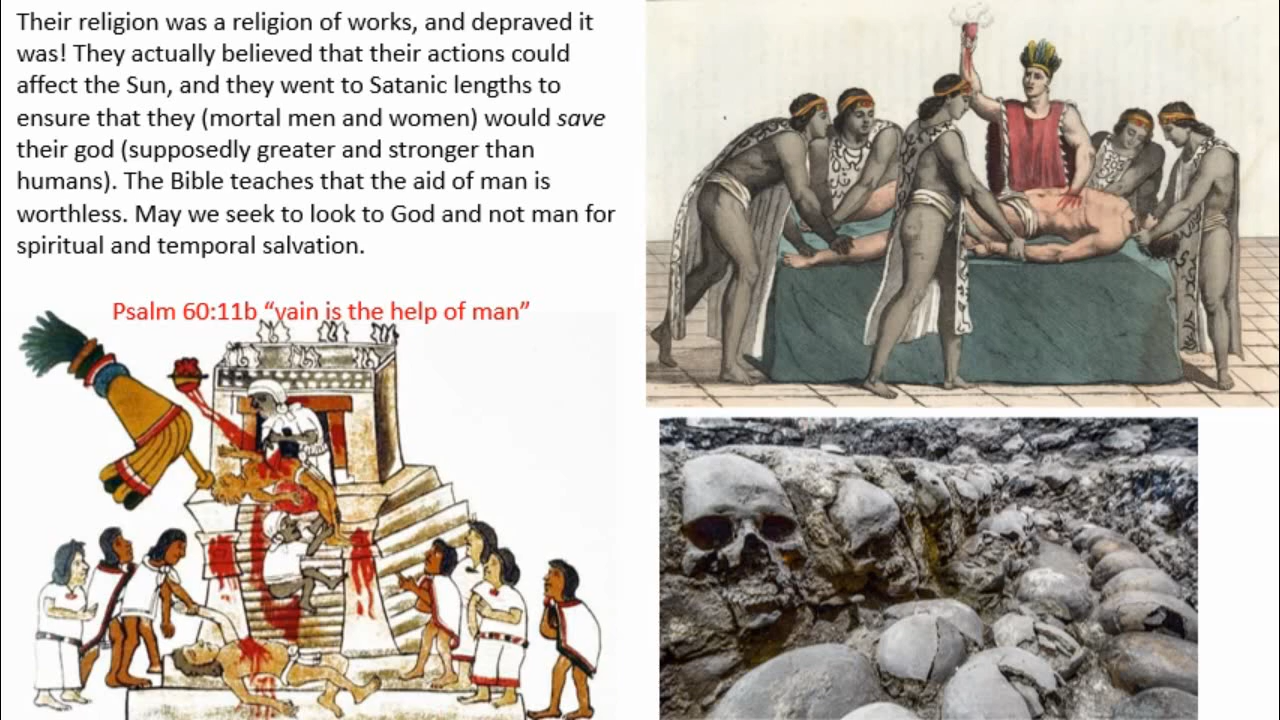 Their religion was a religion of works, and depraved it
was! They actually believed that their actions could
affect the Sun, and they went to Satanic lengths to
ensure that they (mortal men and women) would save
their god (supposedly greater and stronger than
humans). The Bible teaches that the aid of man is
worthless. May we seek to look to God and not man for
spiritual and temporal salvation.
Psalm 60:11b “vain is the help of man”